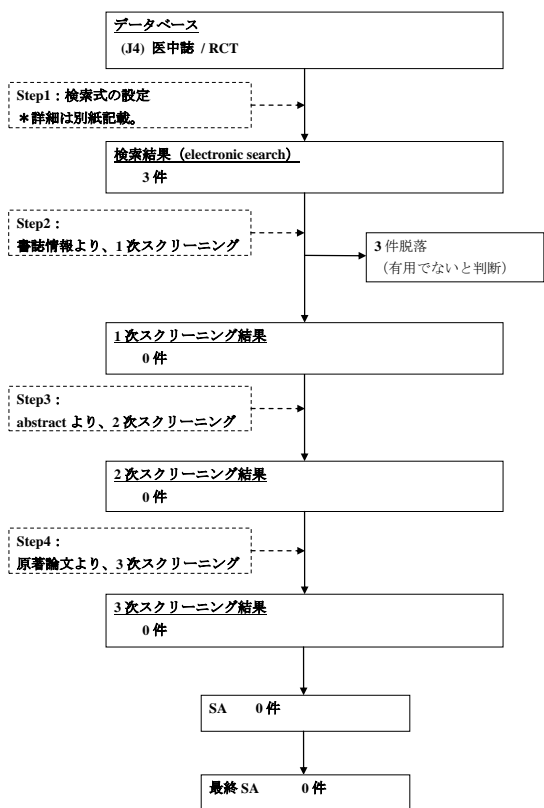 データベース
(J4) 医中誌 / RCT
Step1：検索式の設定
＊詳細は別紙記載。
検索結果（electronic search）
3 件
Step2：
書誌情報より、1 次スクリーニング
3 件脱落
（有用でないと判断）
1 次スクリーニング結果
0 件
Step3：
abstract より、2 次スクリーニング
2 次スクリーニング結果
0 件
Step4：
原著論文より、3 次スクリーニング
3 次スクリーニング結果
0 件
SA 0 件
最終 SA 0 件